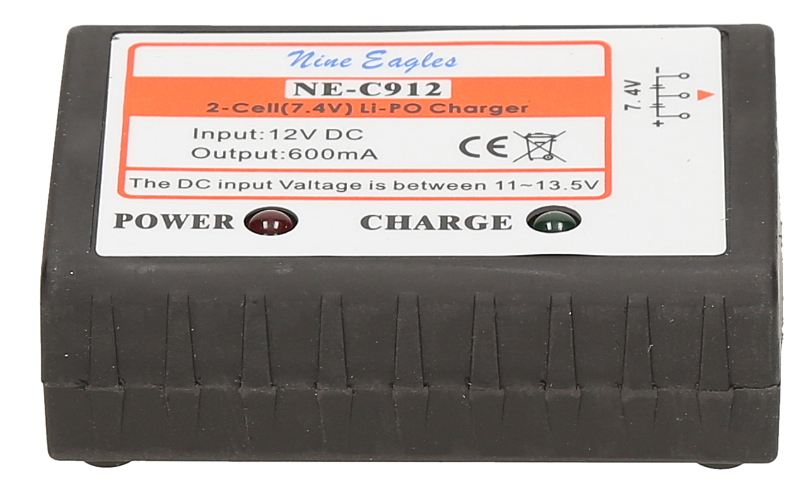 Nine Eagles
NE-C912
2-Cell(7.4V) Li-PO Charger
Input:12V DC
Output:600mA
CE
The DC input Valtage is between 11~13.5V
POWER
CHARGE
7.4V
- +